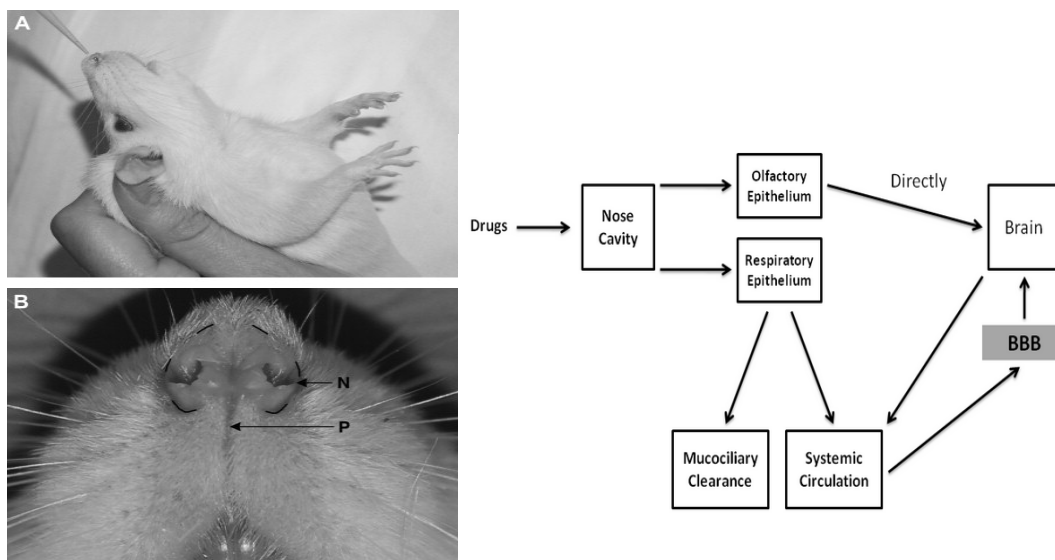 A
B
N
P
Drugs
Nose
Cavity
Olfactory
Epithelium
Directly
Brain
Respiratory
Epithelium
BBB
Mucociliary
Clearance
Systemic
Circulation